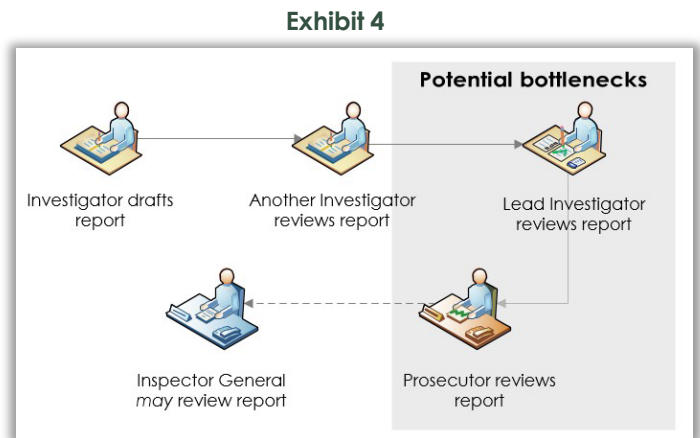 Exhibit 4
Potential bottlenecks
Investigator drafts
report
Another Investigator
reviews report
Lead Investigator
reviews report
Inspector General
may review report
Prosecutor reviews
report